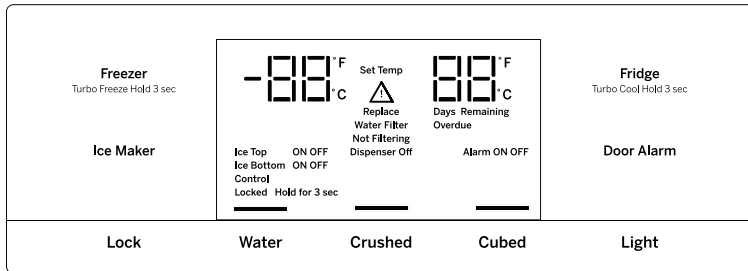 Freezer
Turbo Freeze Hold 3 sec
Ice Maker
-88 °F °C
Set Temp
88 °F °C
Replace
Water Filter
Not Filtering
Dispenser Off
Days Remaining
Overdue
Ice Top ON OFF
Ice Bottom ON OFF
Control
Locked Hold for 3 sec
Alarm ON OFF
Fridge
Turbo Cool Hold 3 sec
Door Alarm
Lock
Water
Crushed
Cubed
Light